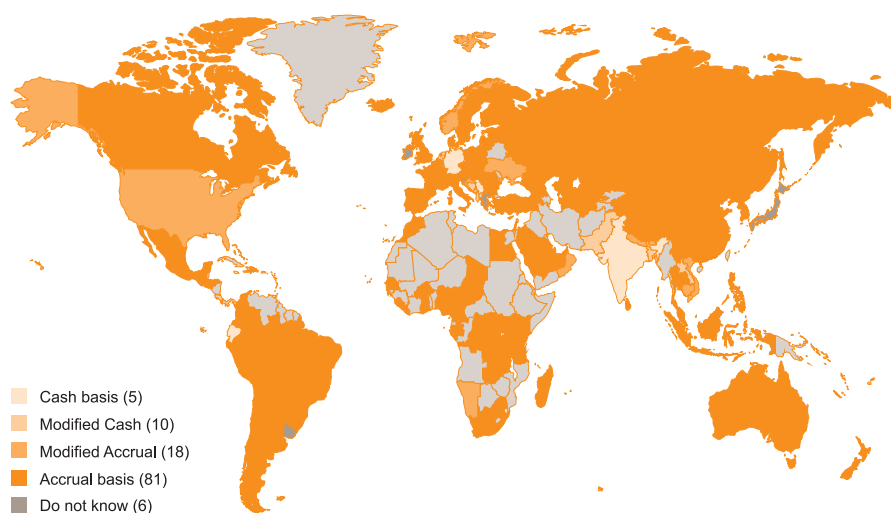 Cash basis (5)
Modified Cash (10)
Modified Accrual (18)
Accrual basis (81)
Do not know (6)